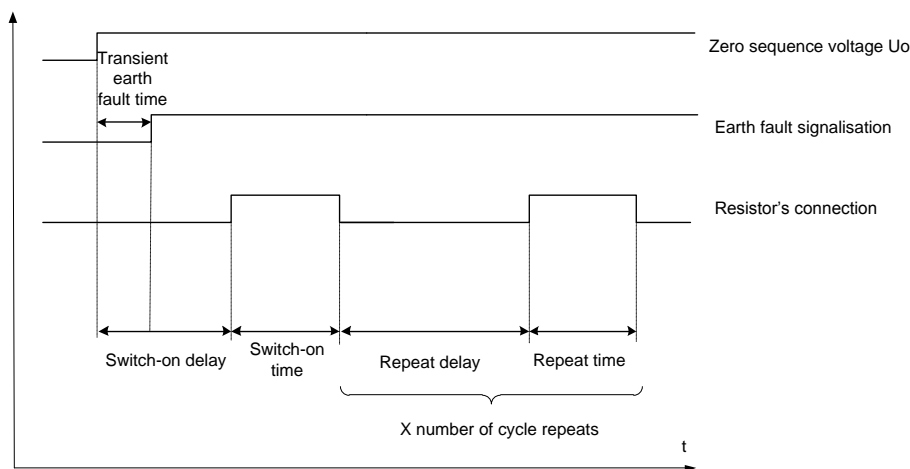 Zero sequence voltage Uo
Transient
earth
fault time
Earth fault signalisation
Resistor's connection
Switch-on delay
Switch-on
time
Repeat delay
Repeat time
X number of cycle repeats
t